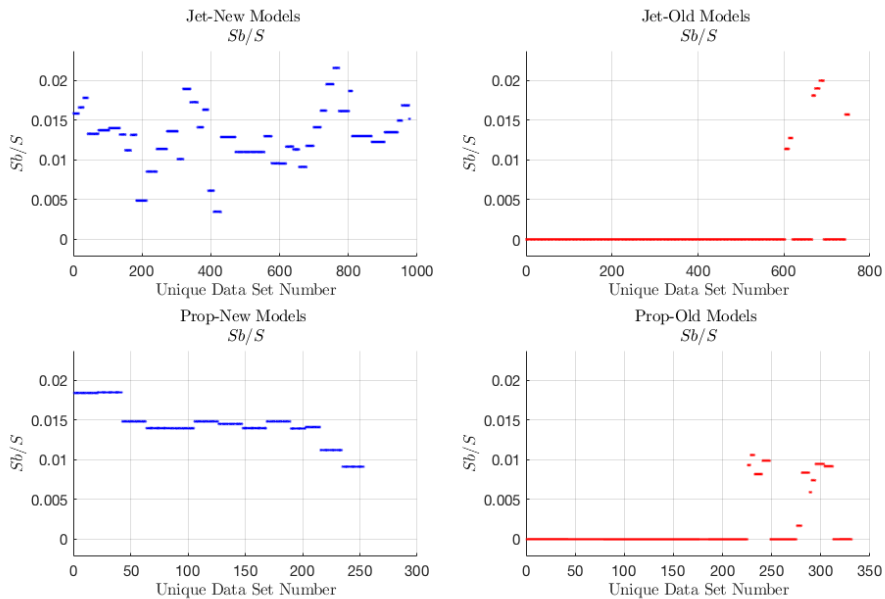 Jet-New Models
Sb/S
0.02
0.015
0.01
0.005
0
Sb/S
0 200 400 600 800 1000
Unique Data Set Number
Jet-Old Models
Sb/S
0.02
0.015
0.01
0.005
0
Sb/S
0 200 400 600 800
Unique Data Set Number
Prop-New Models
Sb/S
0.02
0.015
0.01
0.005
0
Sb/S
0 50 100 150 200 250 300
Unique Data Set Number
Prop-Old Models
Sb/S
0.02
0.015
0.01
0.005
0
Sb/S
0 50 100 150 200 250 300 350
Unique Data Set Number